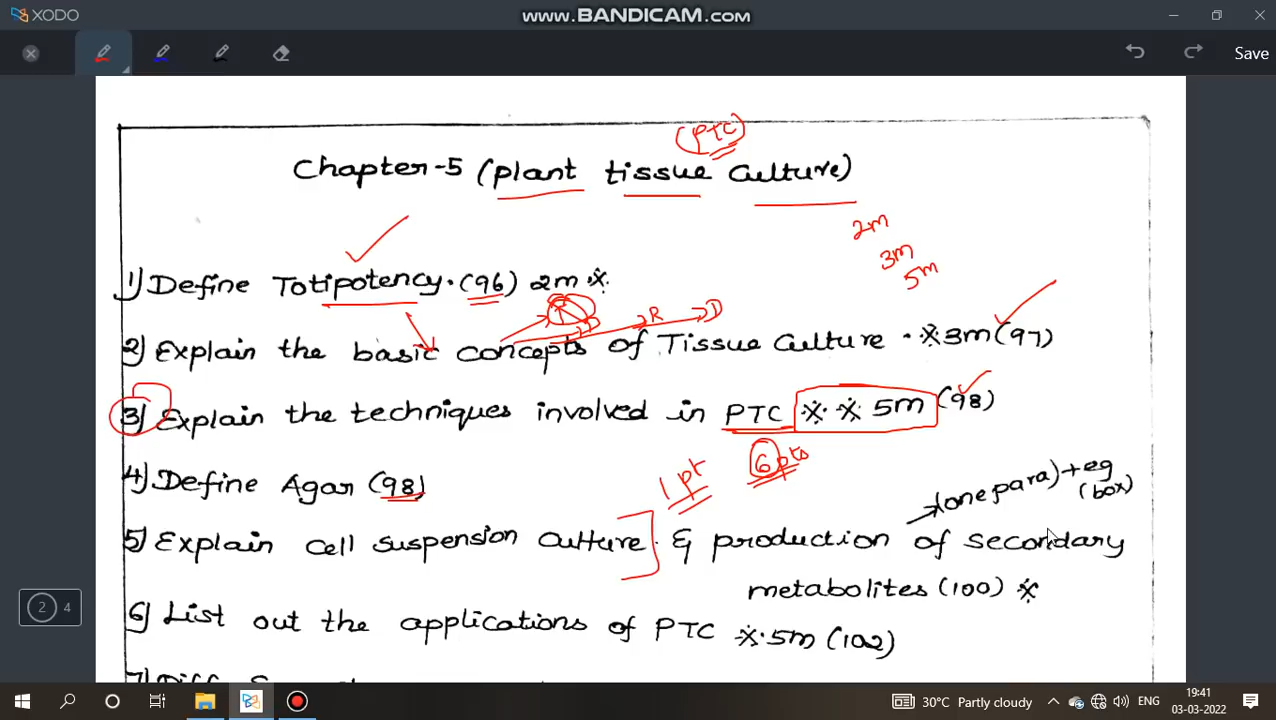 XODO
www.BANDICAM.com
Save
(PTC)
Chapter-5 (plant tissue culture)
2m
3m
5m
1) Define Totipotency. (96) 2m ※
R
2) Explain the basic concepts of Tissue Culture. ※3m (97)
3) Explain the techniques involved in PTC ※※ 5m (98)
6 pts
1 pt
4) Define Agar (98)
(one para) + eg
(box)
5) Explain cell suspension culture. & production of secondary
metabolites (100) ※
6) List out the applications of PTC ※.5m (102)
2 4
30°C Partly cloudy
ENG
19:41
03-03-2022